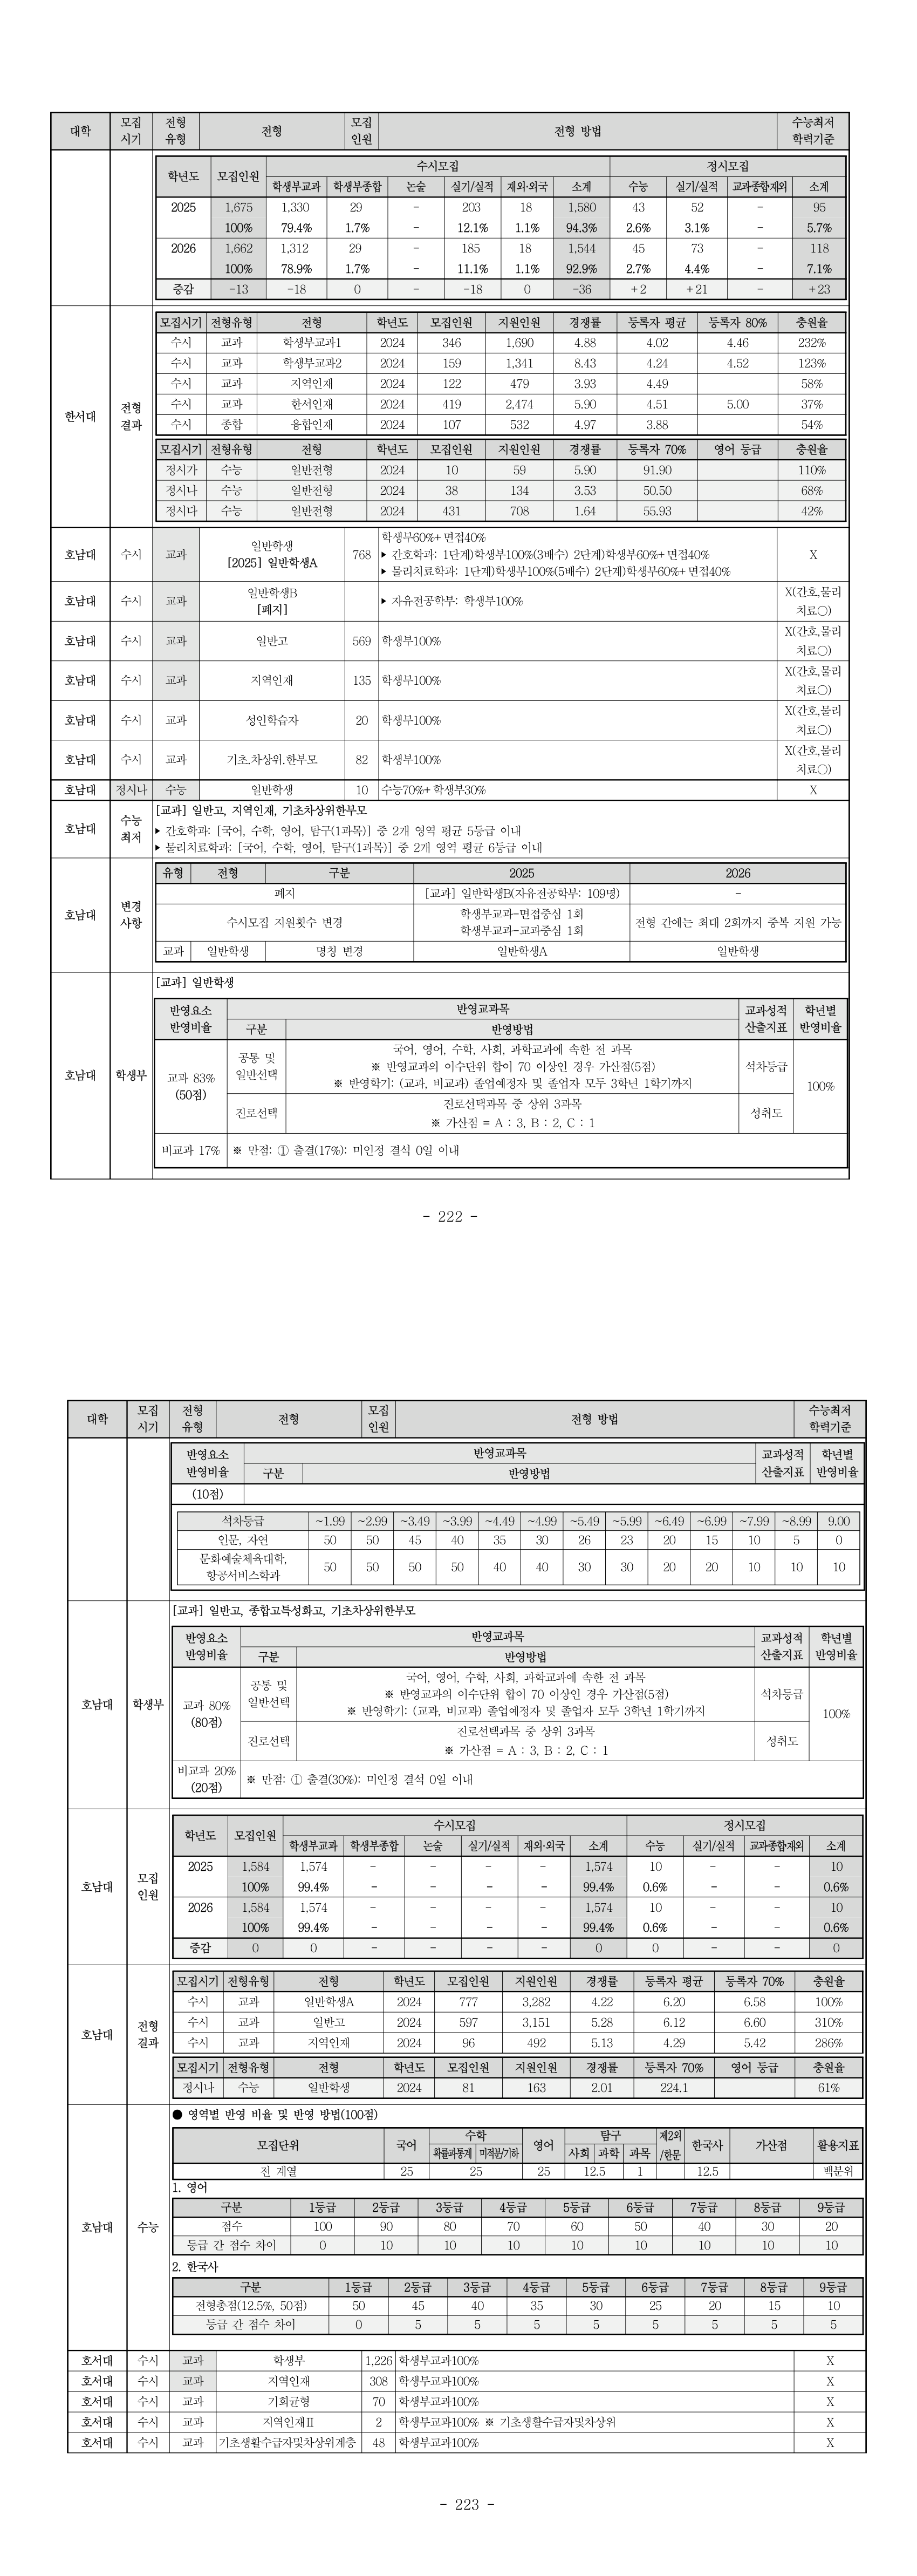 대학 모집시기 전형유형 전형 모집인원 전형 방법 수능최저학력기준
학년도 모집인원 수시모집 정시모집
학생부교과 학생부종합 논술 실기/실적 재외·외국 소계 수능 실기/실적 교과종합재외 소계
2025 1,675 1,330 29 - 203 18 1,580 43 52 - 95
100% 79.4% 1.7% - 12.1% 1.1% 94.3% 2.6% 3.1% - 5.7%
2026 1,662 1,312 29 - 185 18 1,544 45 73 - 118
100% 78.9% 1.7% - 11.1% 1.1% 92.9% 2.7% 4.4% - 7.1%
증감 -13 -18 0 - -18 0 -36 +2 +21 - +23
한서대 전형결과
모집시기 전형유형 전형 학년도 모집인원 지원인원 경쟁률 등록자 평균 등록자 80% 충원율
수시 교과 학생부교과1 2024 346 1,690 4.88 4.02 4.46 232%
수시 교과 학생부교과2 2024 159 1,341 8.43 4.24 4.52 123%
수시 교과 지역인재 2024 122 479 3.93 4.49 58%
수시 교과 한서인재 2024 419 2,474 5.90 4.51 5.00 37%
수시 종합 융합인재 2024 107 532 4.97 3.88 54%
모집시기 전형유형 전형 학년도 모집인원 지원인원 경쟁률 등록자 70% 영어 등급 충원율
정시가 수능 일반전형 2024 10 59 5.90 91.90 110%
정시나 수능 일반전형 2024 38 134 3.53 50.50 68%
정시다 수능 일반전형 2024 431 708 1.64 55.93 42%
호남대 수시 교과 일반학생 [2025] 일반학생A 768 학생부60%+면접40%
▸ 간호학과: 1단계)학생부100%(3배수) 2단계)학생부60%+면접40%
▸ 물리치료학과: 1단계)학생부100%(5배수) 2단계)학생부60%+면접40%
X
호남대 수시 교과 일반학생B [폐지] ▸ 자유전공학부: 학생부100% X(간호,물리치료○)
호남대 수시 교과 일반고 569 학생부100% X(간호,물리치료○)
호남대 수시 교과 지역인재 135 학생부100% X(간호,물리치료○)
호남대 수시 교과 성인학습자 20 학생부100% X(간호,물리치료○)
호남대 수시 교과 기초.차상위.한부모 82 학생부100% X(간호,물리치료○)
호남대 정시나 수능 일반학생 10 수능70%+학생부30% X
호남대 수능최저
[교과] 일반고, 지역인재, 기초차상위한부모
▸ 간호학과: [국어, 수학, 영어, 탐구(1과목)] 중 2개 영역 평균 5등급 이내
▸ 물리치료학과: [국어, 수학, 영어, 탐구(1과목)] 중 2개 영역 평균 6등급 이내
호남대 변경사항
유형 전형 구분 2025 2026
폐지 [교과] 일반학생B(자유전공학부: 109명) -
수시모집 지원횟수 변경 학생부교과-면접중심 1회 학생부교과-교과중심 1회 전형 간에는 최대 2회까지 중복 지원 가능
교과 일반학생 명칭 변경 일반학생A 일반학생
호남대 학생부
[교과] 일반학생
반영요소 반영비율 반영교과목 교과성적 산출지표 학년별 반영비율
구분 반영방법
교과 83% (50점) 공통 및 일반선택
국어, 영어, 수학, 사회, 과학교과에 속한 전 과목
※ 반영교과의 이수단위 합이 70 이상인 경우 가산점(5점)
※ 반영학기: (교과, 비교과) 졸업예정자 및 졸업자 모두 3학년 1학기까지
석차등급 100%
진로선택 진로선택과목 중 상위 3과목
※ 가산점 = A : 3, B : 2, C : 1
성취도
비교과 17% ※ 만점: ① 출결(17%): 미인정 결석 0일 이내
- 222 -
대학 모집시기 전형유형 전형 모집인원 전형 방법 수능최저학력기준
반영요소 반영비율 반영교과목 교과성적 산출지표 학년별 반영비율
구분 반영방법
(10점)
석차등급 ~1.99 ~2.99 ~3.49 ~3.99 ~4.49 ~4.99 ~5.49 ~5.99 ~6.49 ~6.99 ~7.99 ~8.99 9.00
인문, 자연 50 50 45 40 35 30 26 23 20 15 10 5 0
문화예술체육대학, 항공서비스학과 50 50 50 50 40 40 30 30 20 20 10 10 10
호남대 학생부
[교과] 일반고, 종합고특성화고, 기초차상위한부모
반영요소 반영비율 반영교과목 교과성적 산출지표 학년별 반영비율
구분 반영방법
교과 80% (80점) 공통 및 일반선택
국어, 영어, 수학, 사회, 과학교과에 속한 전 과목
※ 반영교과의 이수단위 합이 70 이상인 경우 가산점(5점)
※ 반영학기: (교과, 비교과) 졸업예정자 및 졸업자 모두 3학년 1학기까지
석차등급 100%
진로선택 진로선택과목 중 상위 3과목
※ 가산점 = A : 3, B : 2, C : 1
성취도
비교과 20% (20점) ※ 만점: ① 출결(30%): 미인정 결석 0일 이내
호남대 모집인원
학년도 모집인원 수시모집 정시모집
학생부교과 학생부종합 논술 실기/실적 재외·외국 소계 수능 실기/실적 교과종합재외 소계
2025 1,584 1,574 - - - - 1,574 10 - - 10
100% 99.4% - - - - 99.4% 0.6% - - 0.6%
2026 1,584 1,574 - - - - 1,574 10 - - 10
100% 99.4% - - - - 99.4% 0.6% - - 0.6%
증감 0 0 - - - - 0 0 - - 0
호남대 전형결과
모집시기 전형유형 전형 학년도 모집인원 지원인원 경쟁률 등록자 평균 등록자 70% 충원율
수시 교과 일반학생A 2024 777 3,282 4.22 6.20 6.58 100%
수시 교과 일반고 2024 597 3,151 5.28 6.12 6.60 310%
수시 교과 지역인재 2024 96 492 5.13 4.29 5.42 286%
모집시기 전형유형 전형 학년도 모집인원 지원인원 경쟁률 등록자 70% 영어 등급 충원율
정시나 수능 일반학생 2024 81 163 2.01 224.1 61%
호남대 수능
● 영역별 반영 비율 및 반영 방법(100점)
모집단위 국어 수학 영어 탐구 제2외/한문 한국사 가산점 활용지표
확률과통계 미적분/기하 사회 과학 과목
전 계열 25 25 25 12.5 1 12.5 백분위
1. 영어
구분 1등급 2등급 3등급 4등급 5등급 6등급 7등급 8등급 9등급
점수 100 90 80 70 60 50 40 30 20
등급 간 점수 차이 0 10 10 10 10 10 10 10 10
2. 한국사
구분 1등급 2등급 3등급 4등급 5등급 6등급 7등급 8등급 9등급
전형총점(12.5%, 50점) 50 45 40 35 30 25 20 15 10
등급 간 점수 차이 0 5 5 5 5 5 5 5 5
호서대 수시 교과 학생부 1,226 학생부교과100% X
호서대 수시 교과 지역인재 308 학생부교과100% X
호서대 수시 교과 기회균형 70 학생부교과100% X
호서대 수시 교과 지역인재Ⅱ 2 학생부교과100% ※ 기초생활수급자및차상위 X
호서대 수시 교과 기초생활수급자및차상위계층 48 학생부교과100% X
- 223 -